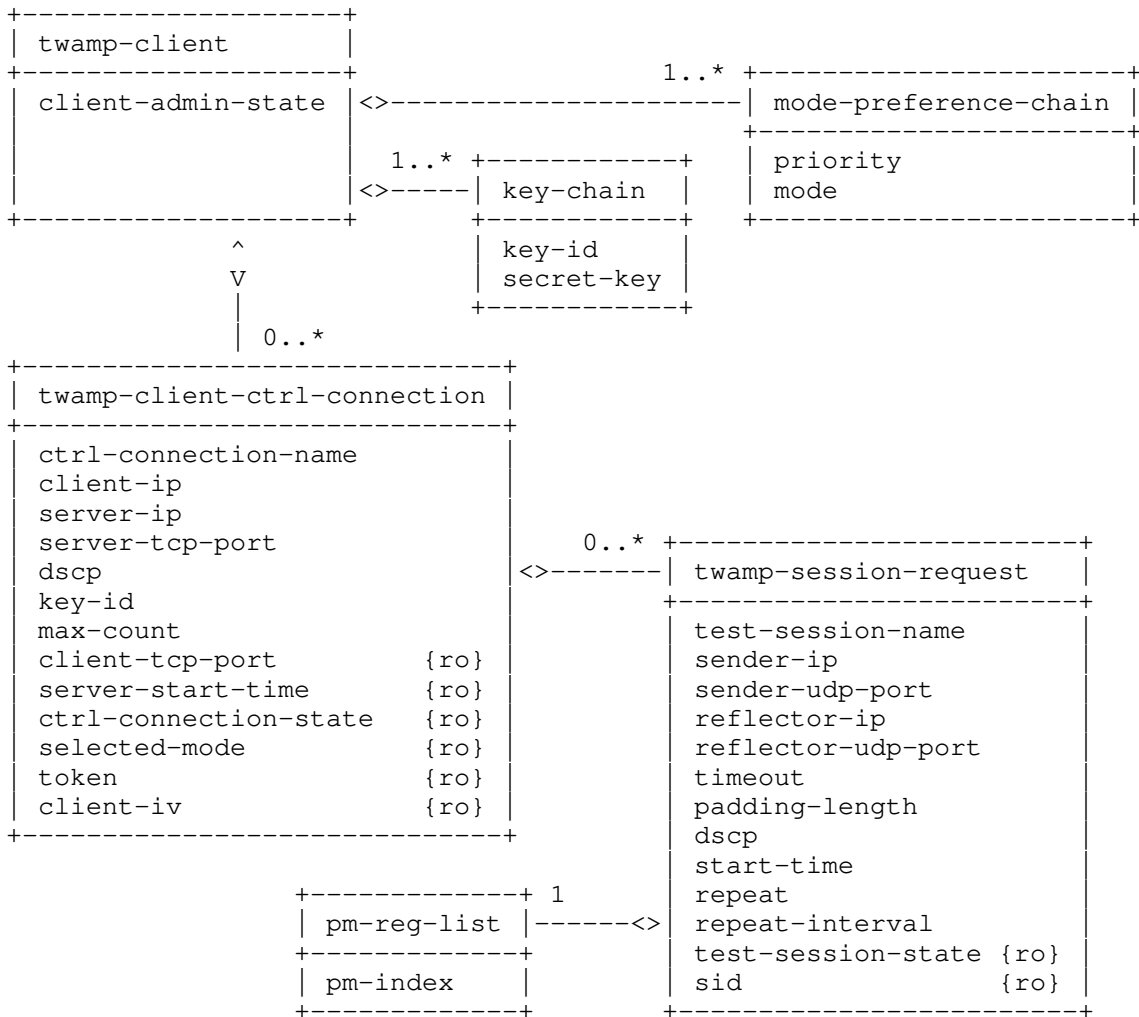 twamp-client
1..*
client-admin-state <> mode-preference-chain
1..* priority
<> key-chain mode
^ key-id
V secret-key
0..*
twamp-client-ctrl-connection
ctrl-connection-name
client-ip
server-ip
server-tcp-port 0..*
dscp <> twamp-session-request
key-id
max-count test-session-name
client-tcp-port {ro} sender-ip
server-start-time {ro} sender-udp-port
ctrl-connection-state {ro} reflector-ip
selected-mode {ro} reflector-udp-port
token {ro} timeout
client-iv {ro} padding-length
dscp
start-time
1 repeat
pm-reg-list <> repeat-interval
test-session-state {ro}
pm-index sid {ro}